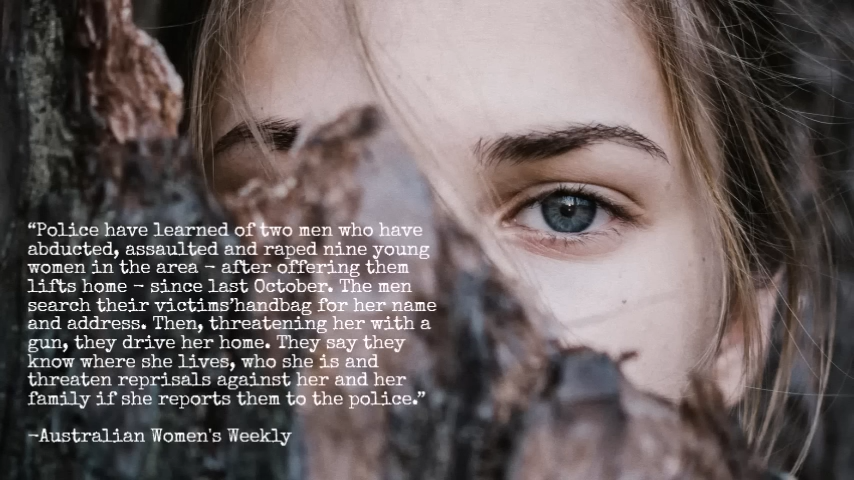 “Police have learned of two men who have
abducted, assaulted and raped nine young
women in the area – after offering them
lifts home – since last October. The men
search their victims’handbag for her name
and address. Then, threatening her with a
gun, they drive her home. They say they
know where she lives, who she is and
threaten reprisals against her and her
family if she reports them to the police.”
~Australian Women's Weekly